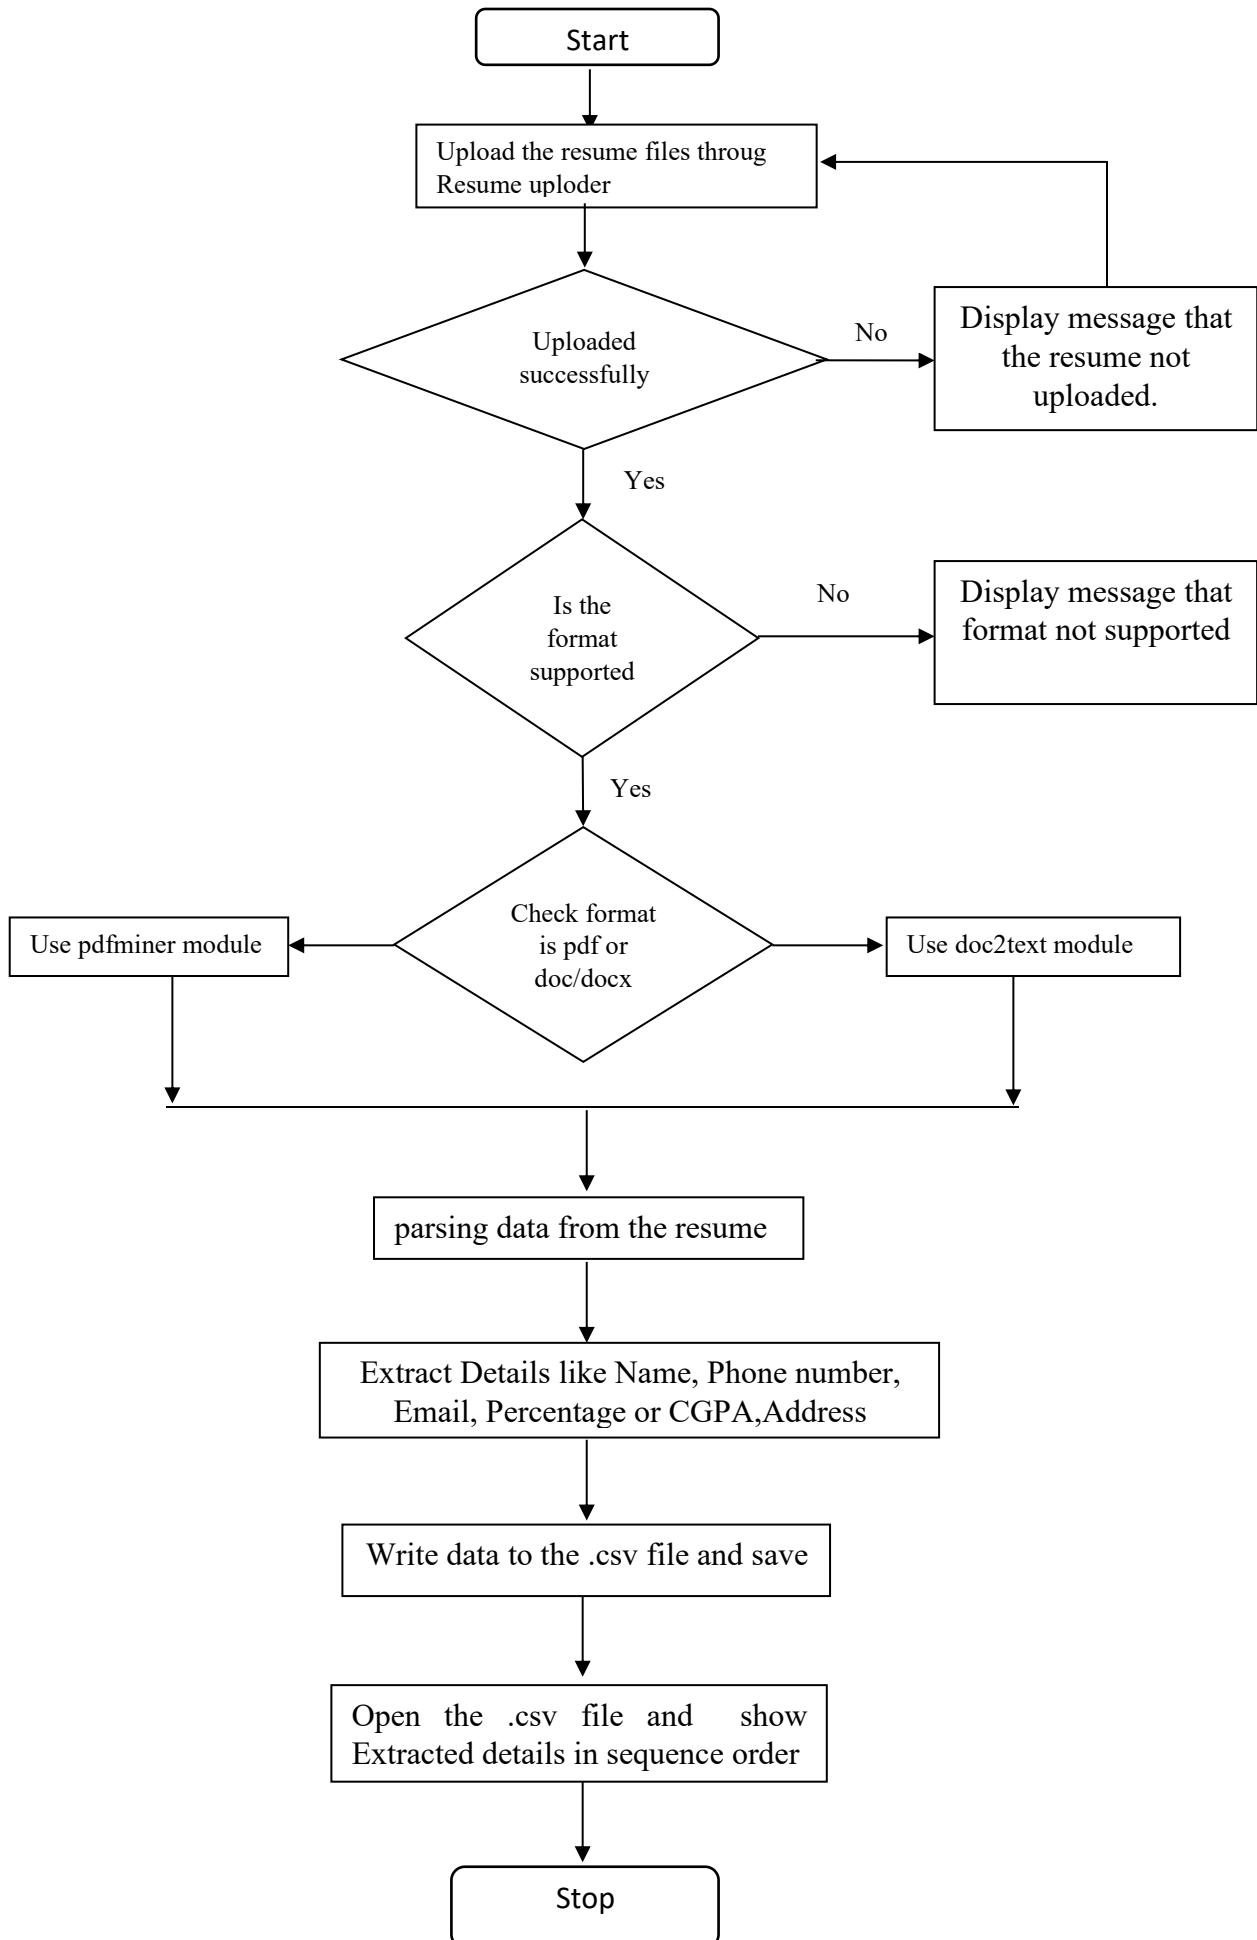 Start
Upload the resume files throug
Resume uploder
Uploaded
successfully
No
Display message that
the resume not
uploaded.
Yes
Is the
format
supported
No
Display message that
format not supported
Yes
Check format
is pdf or
doc/docx
Use pdfminer module
Use doc2text module
parsing data from the resume
Extract Details like Name, Phone number,
Email, Percentage or CGPA,Address
Write data to the .csv file and save
Open the .csv file and show
Extracted details in sequence order
Stop